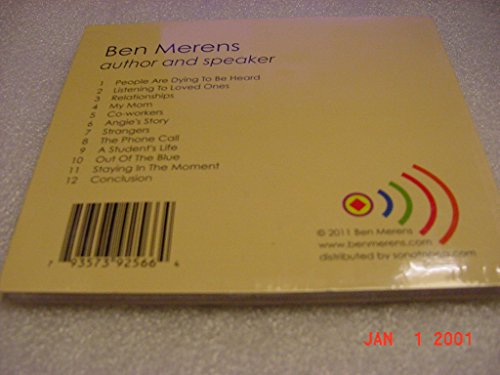 Ben Merens
author and speaker
1 People Are Dying To Be Heard
2 Listening To Loved Ones
3 Relationships
4 My Mom
5 Co-workers
6 Angie's Story
7 Strangers
8 The Phone Call
9 A Student's Life
10 Out Of The Blue
11 Staying In The Moment
12 Conclusion
7 93573 92566 4
© 2011 Ben Merens
www.benmerens.com
distributed by
JAN 1 2001